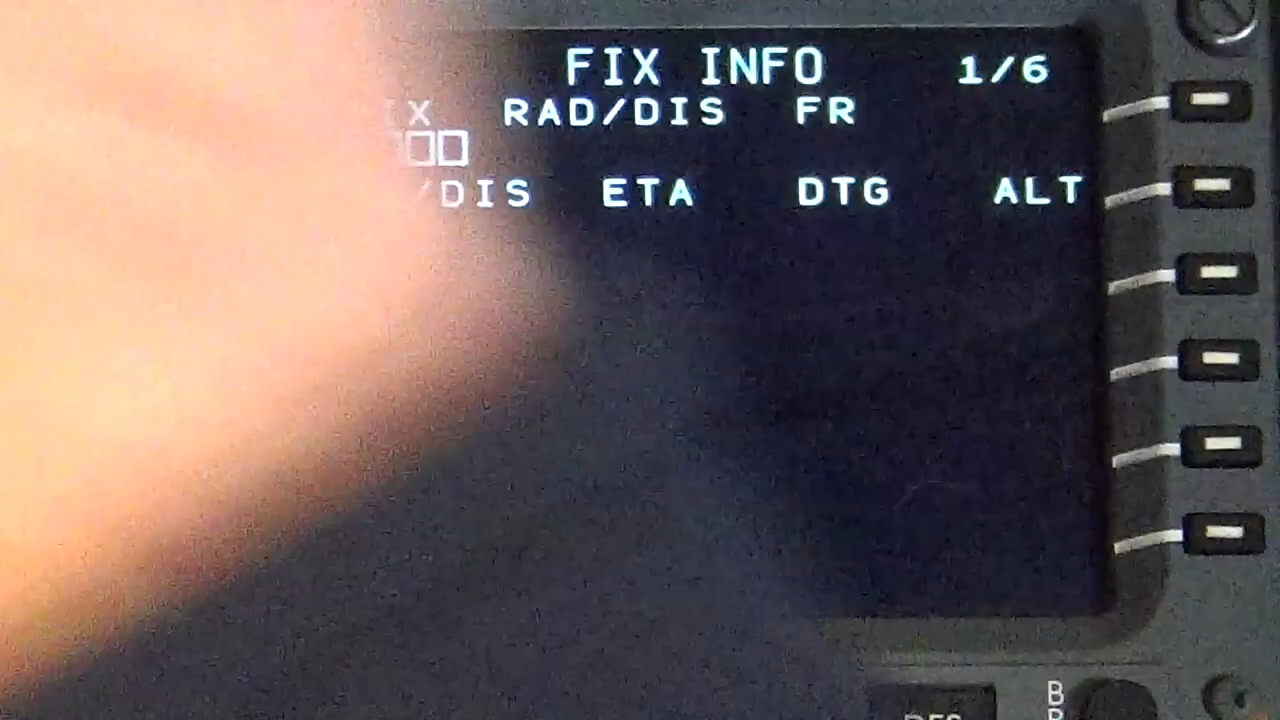 FIX INFO 1/6
RAD/DIS FR
/DIS ETA DTG ALT